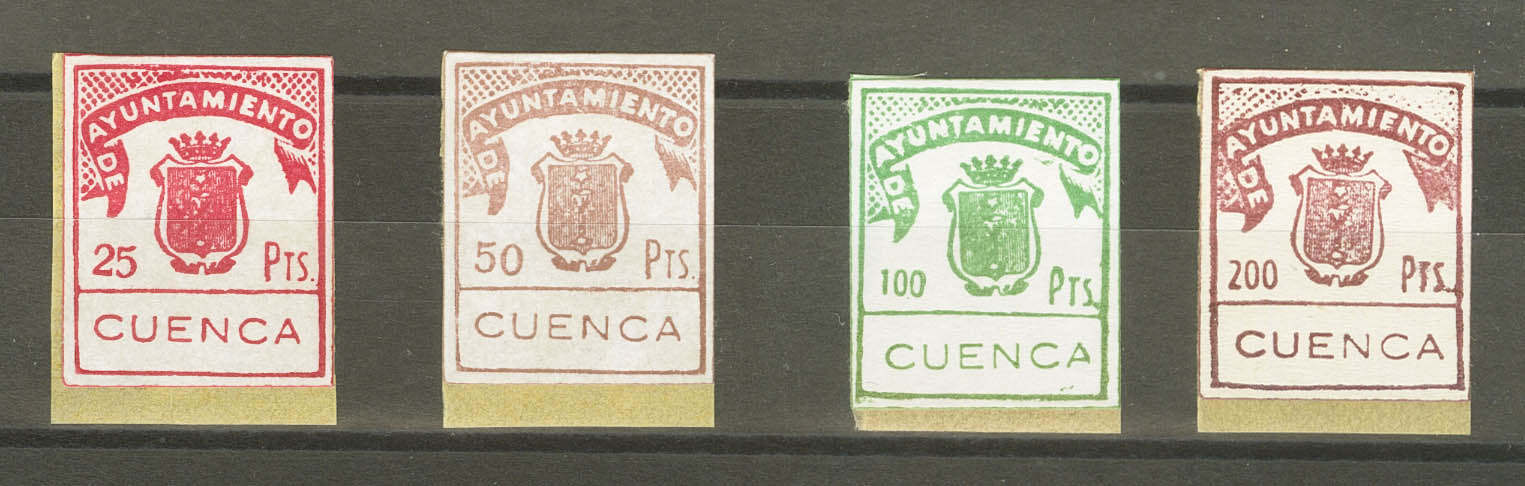 AYUNTAMIENTO
DE
25 Pts.
CUENCA
AYUNTAMIENTO
DE
50 Pts.
CUENCA
AYUNTAMIENTO
DE
100 Pts.
CUENCA
AYUNTAMIENTO
DE
200 Pts.
CUENCA